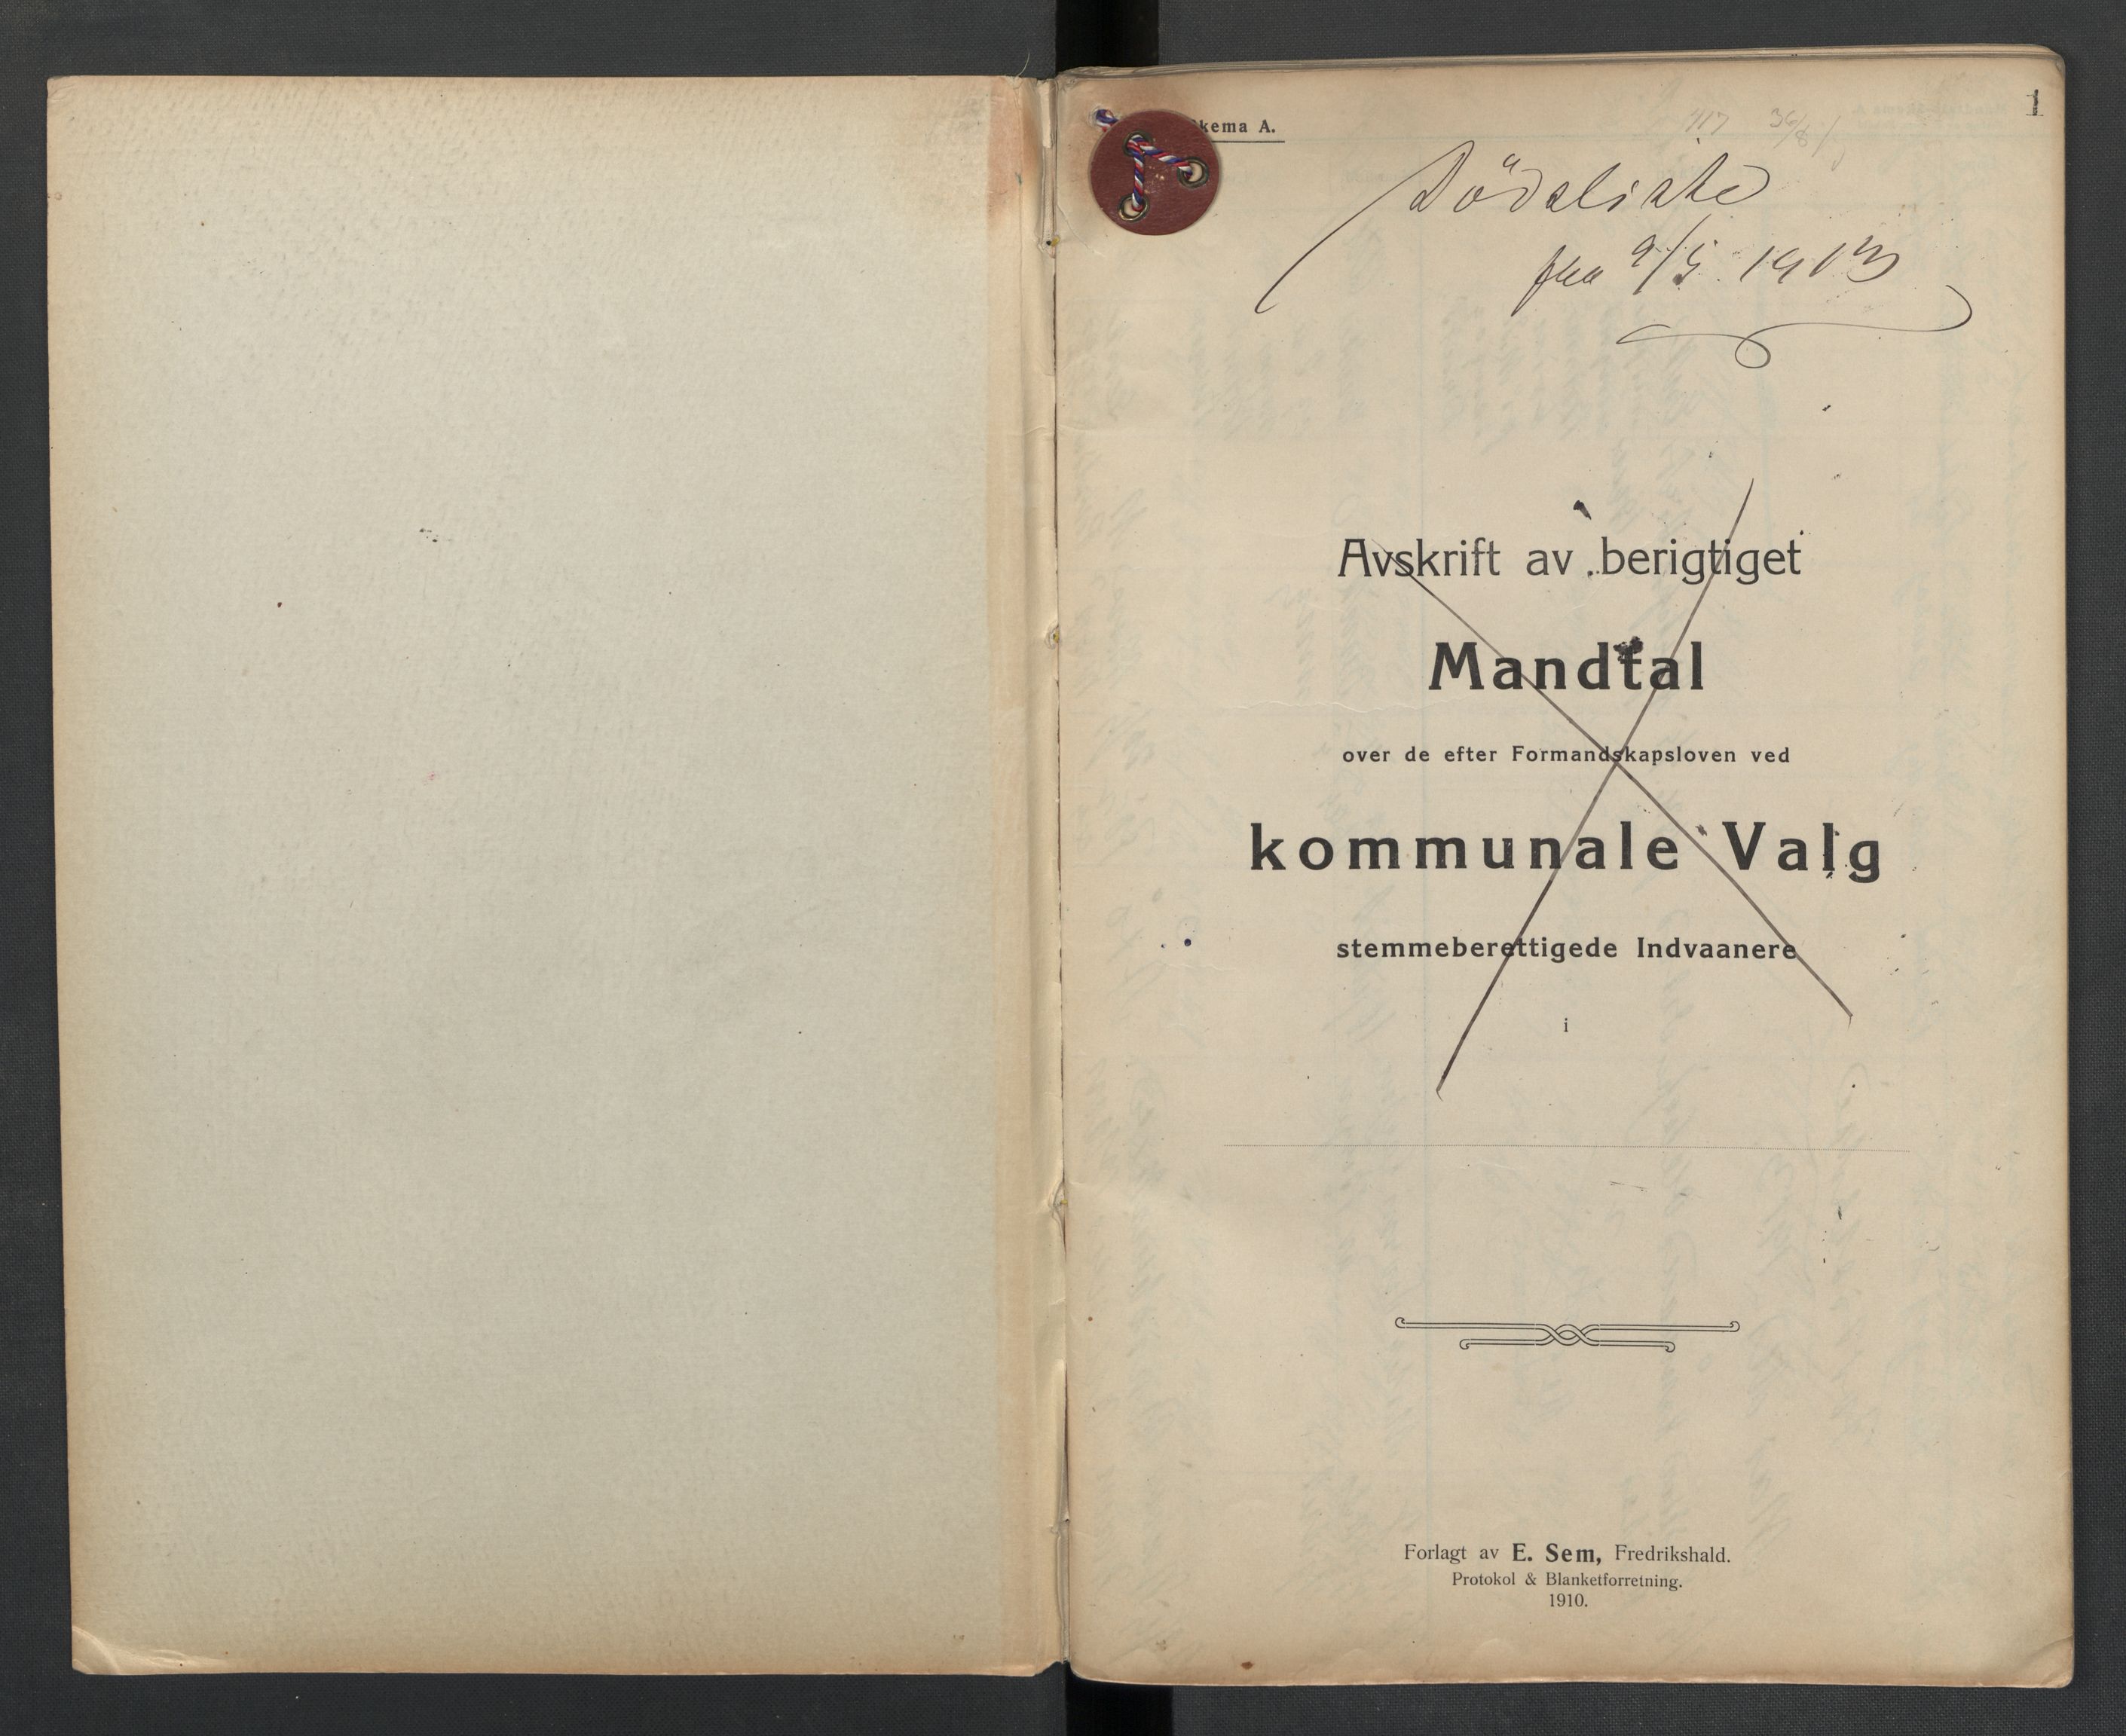 Skema A.
1
Dödsliste
fra 9/5 1913
Avskrift av berigtiget
Mandtal
over de efter Formandskapsloven ved
kommunale Valg
stemmeberettigede Indvaanere
i
Forlagt av E. Sem, Fredrikshald.
Protokol & Blanketforretning.
1910.